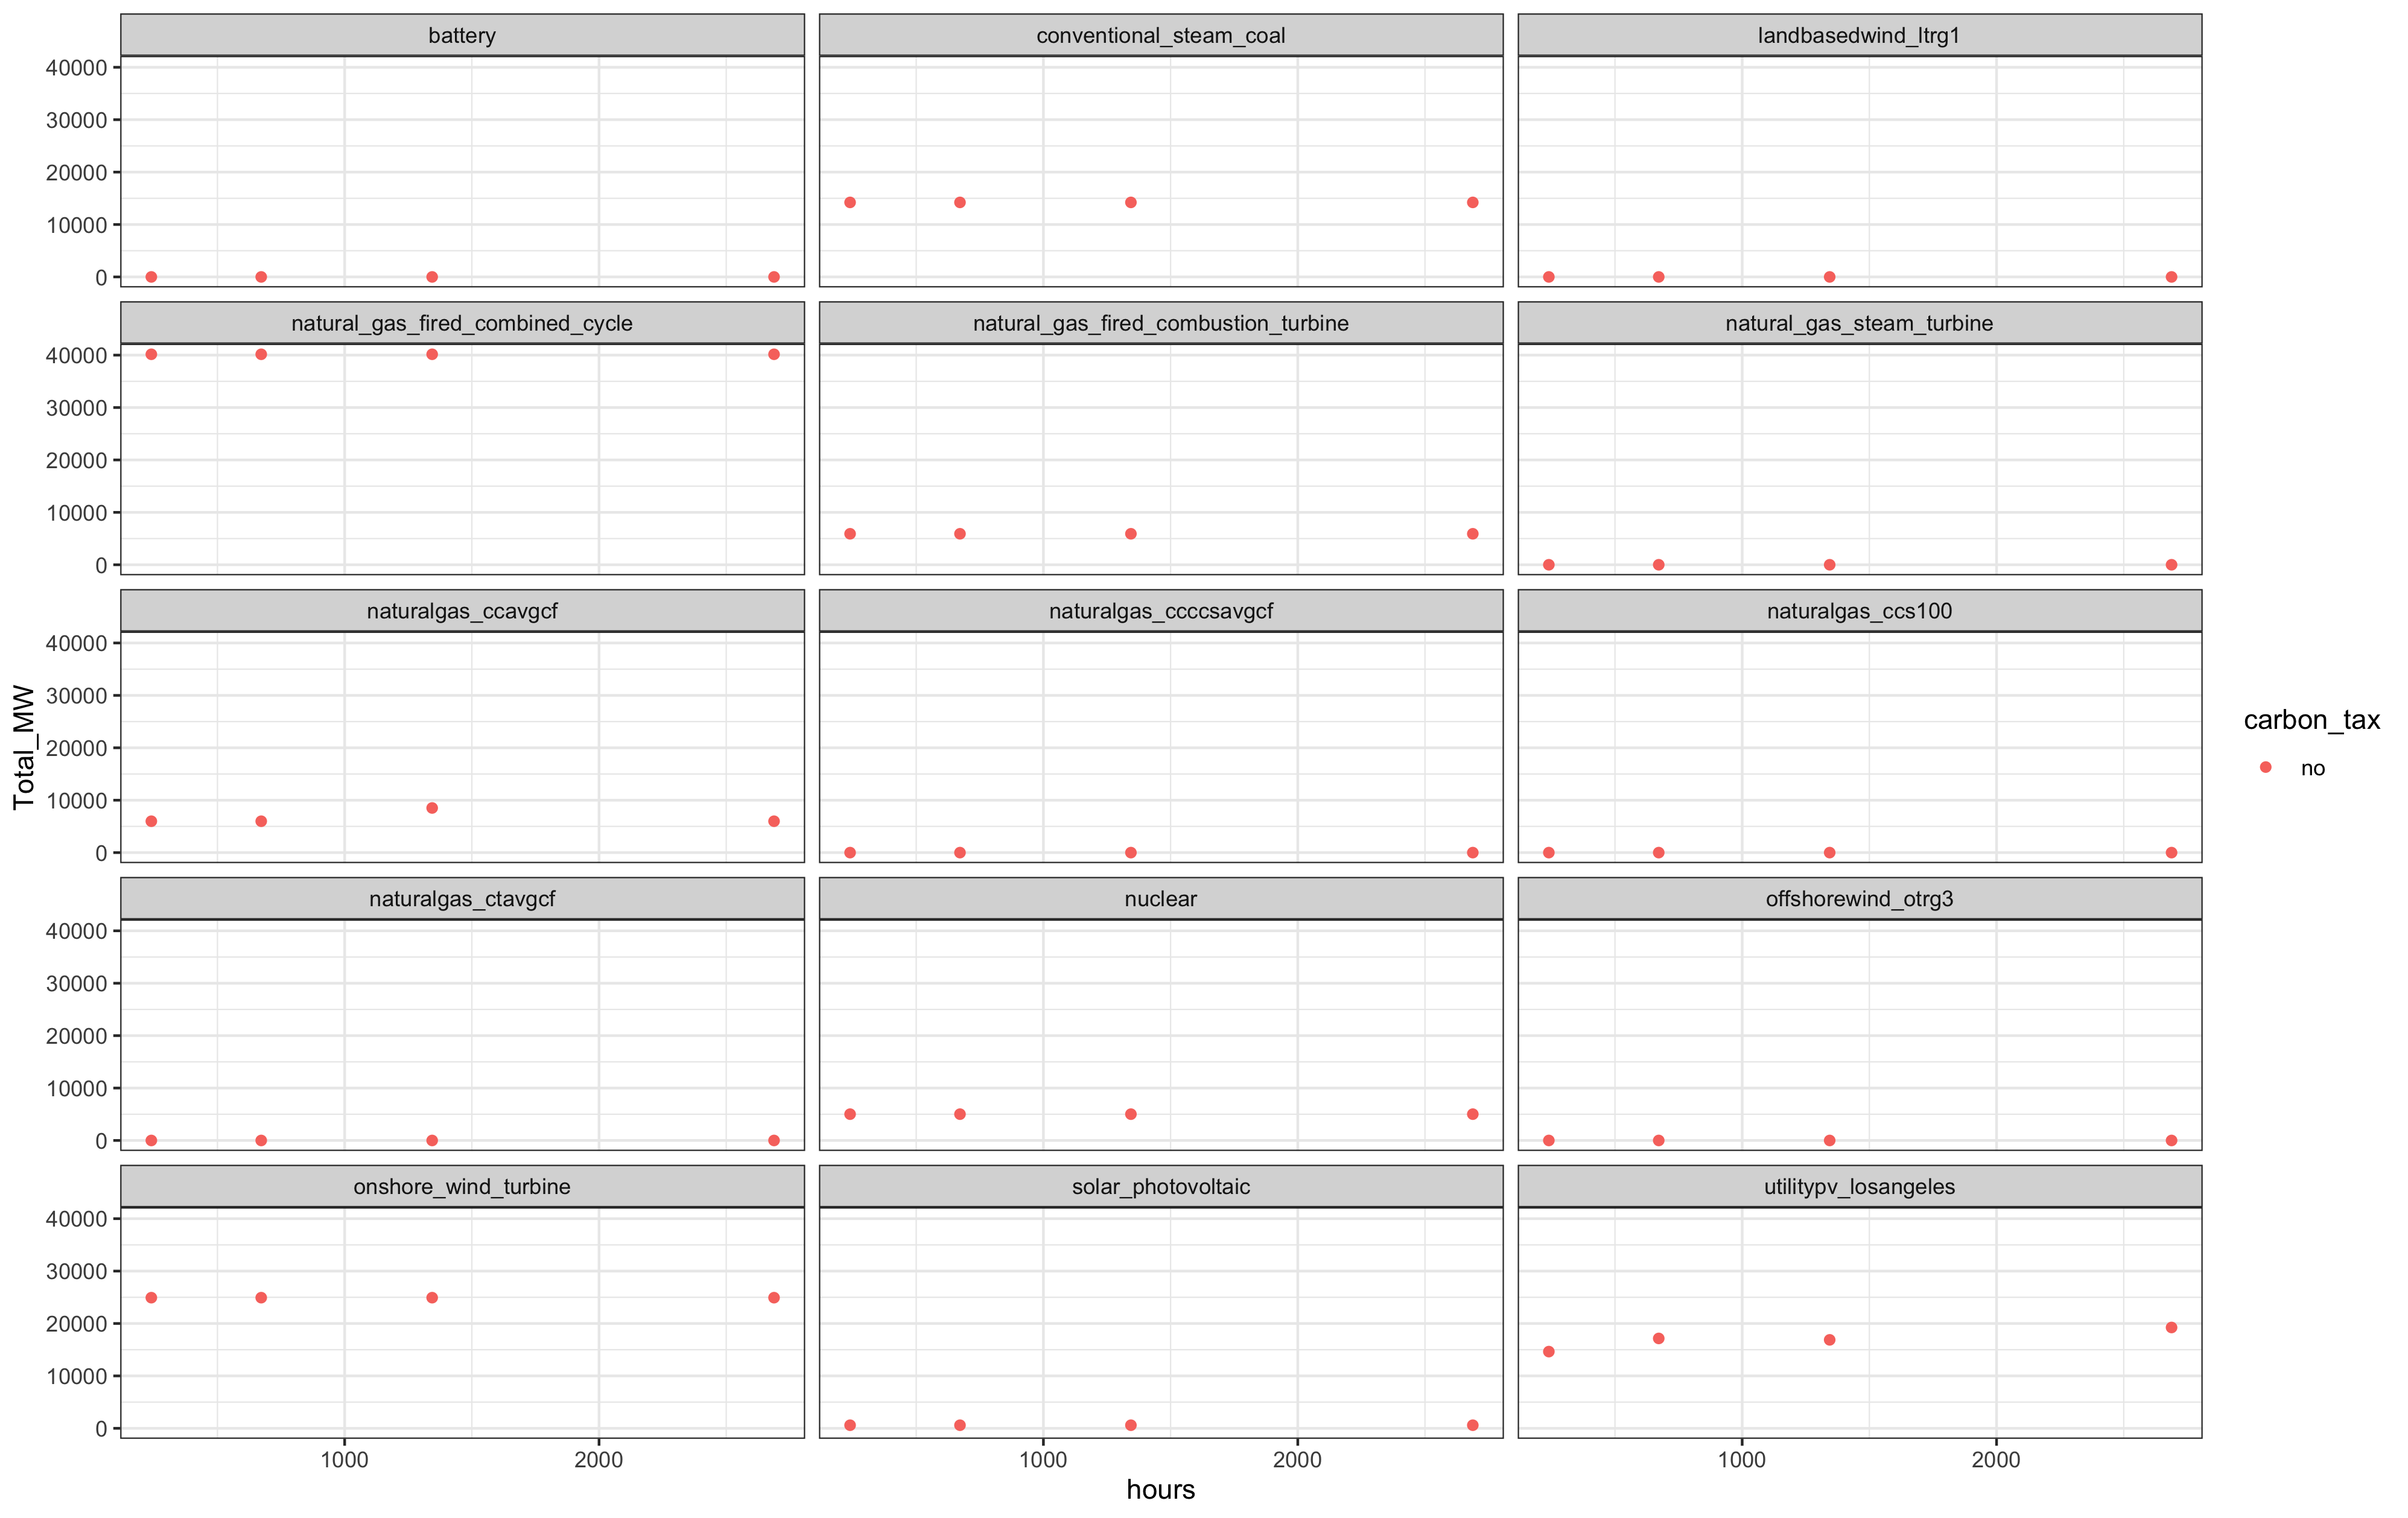 battery
conventional_steam_coal
landbasedwind_ltrg1
40000
30000
20000
10000
0
natural_gas_fired_combined_cycle
natural_gas_fired_combustion_turbine
natural_gas_steam_turbine
40000
30000
20000
10000
0
naturalgas_ccavgcf
naturalgas_ccccsavgcf
naturalgas_ccs100
40000
30000
20000
10000
0
Total_MW
carbon_tax
no
naturalgas_ctavgcf
nuclear
offshorewind_otrg3
40000
30000
20000
10000
0
onshore_wind_turbine
solar_photovoltaic
utilitypv_losangeles
40000
30000
20000
10000
0
1000 2000
1000 2000
1000 2000
hours